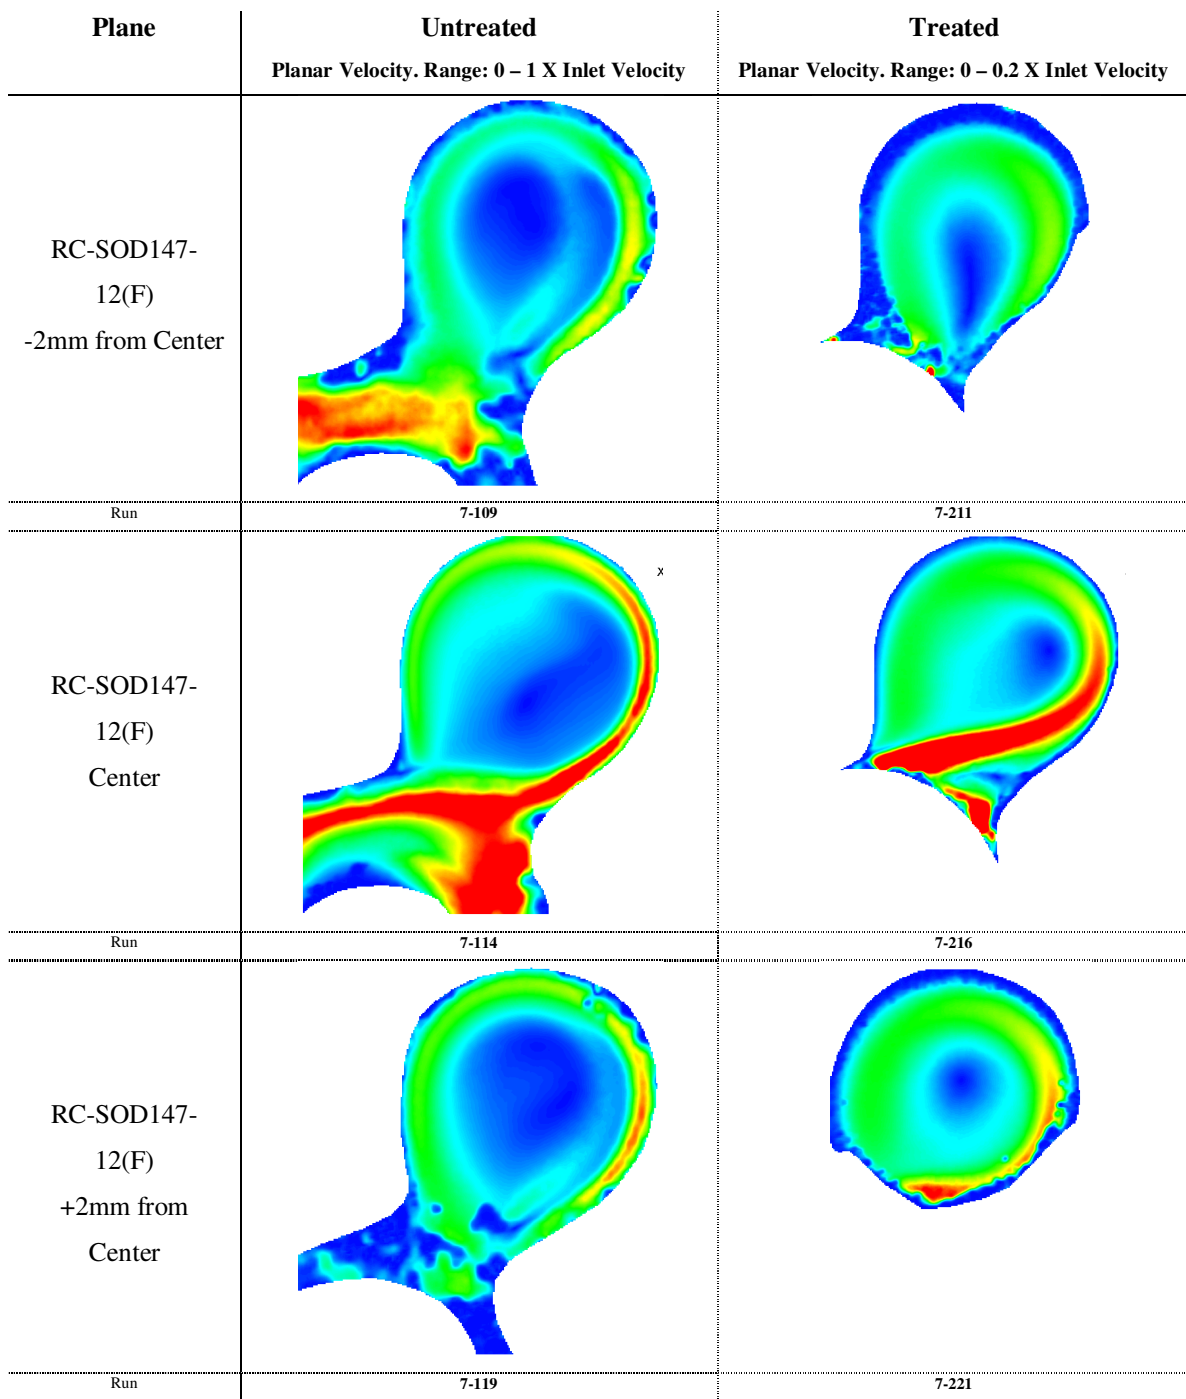 Plane
Untreated
Treated
Planar Velocity. Range: 0 – 1 X Inlet Velocity
Planar Velocity. Range: 0 – 0.2 X Inlet Velocity
RC-SOD147-
12(F)
-2mm from Center
Run
7-109
7-211
RC-SOD147-
12(F)
Center
x
Run
7-114
7-216
RC-SOD147-
12(F)
+2mm from
Center
Run
7-119
7-221